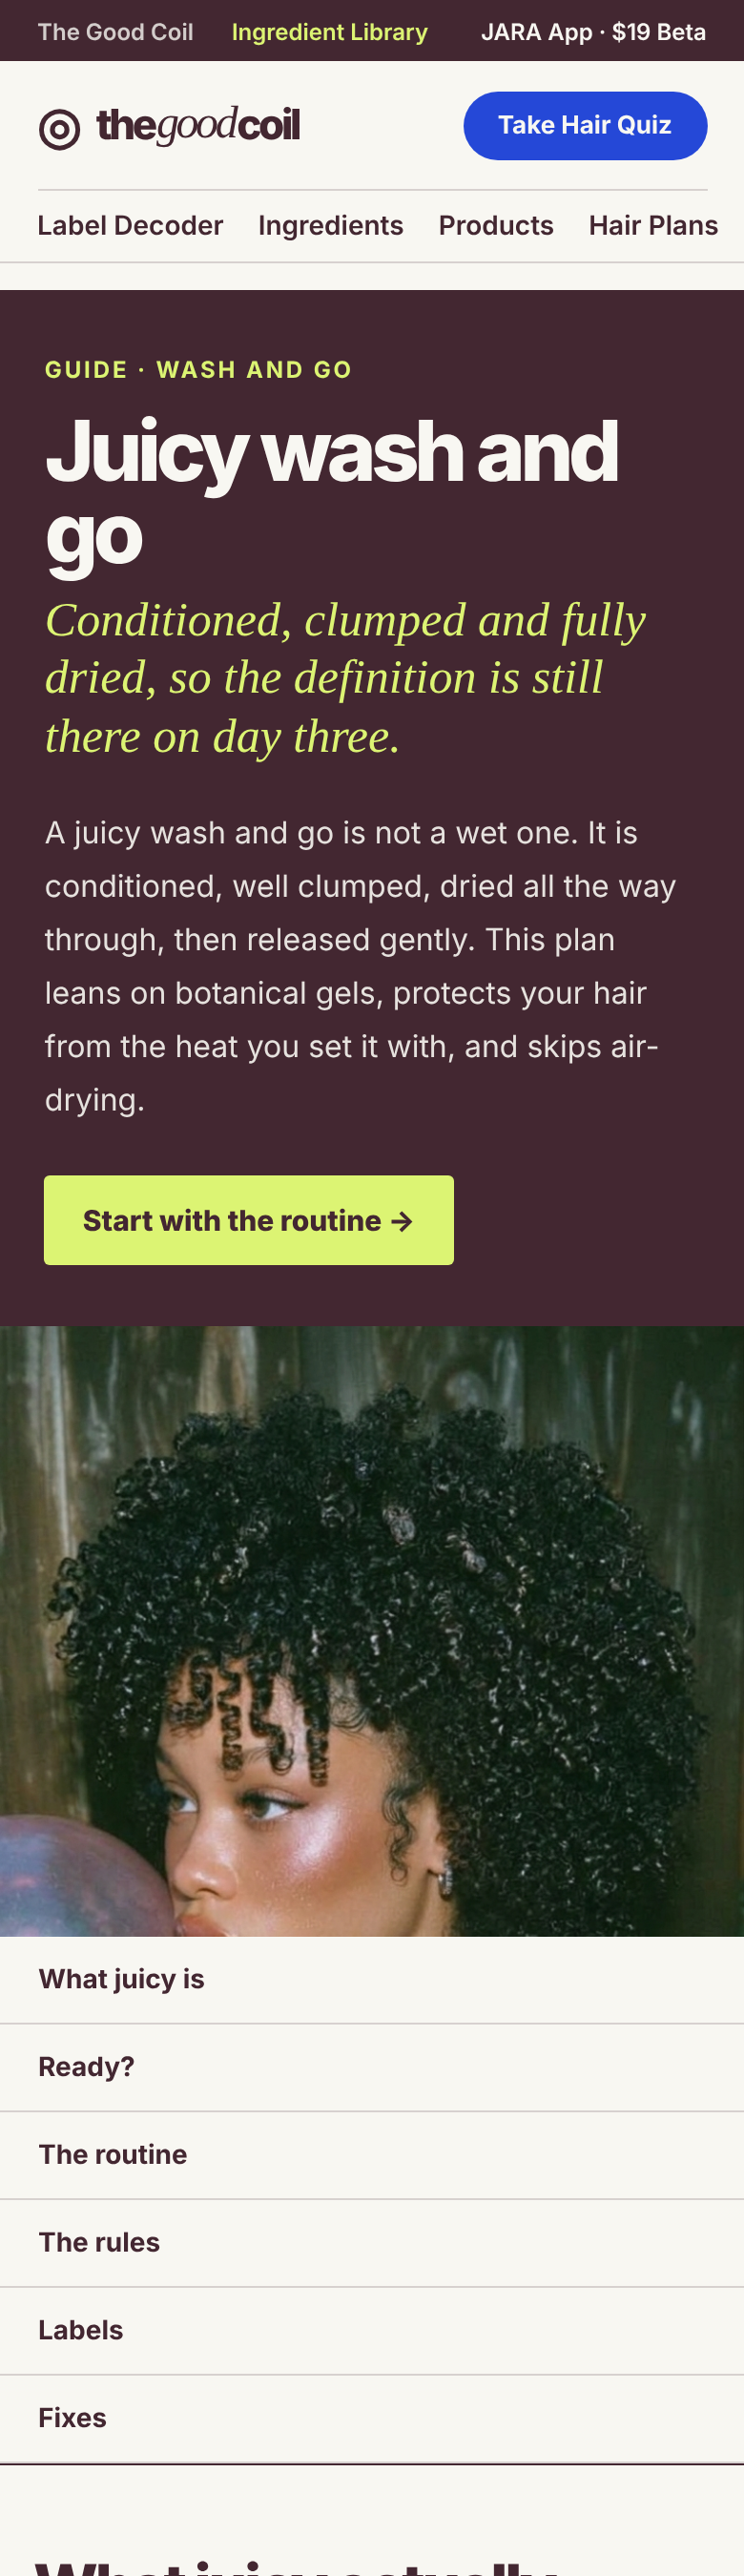 The Good Coil Ingredient Library JARA App · $19 Beta
thegoodcoil Take Hair Quiz
Label Decoder Ingredients Products Hair Plans
GUIDE · WASH AND GO
Juicy wash and
go
Conditioned, clumped and fully
dried, so the definition is still
there on day three.
A juicy wash and go is not a wet one. It is
conditioned, well clumped, dried all the way
through, then released gently. This plan
leans on botanical gels, protects your hair
from the heat you set it with, and skips air-
drying.
Start with the routine →
What juicy is
Ready?
The routine
The rules
Labels
Fixes
What juicy actually